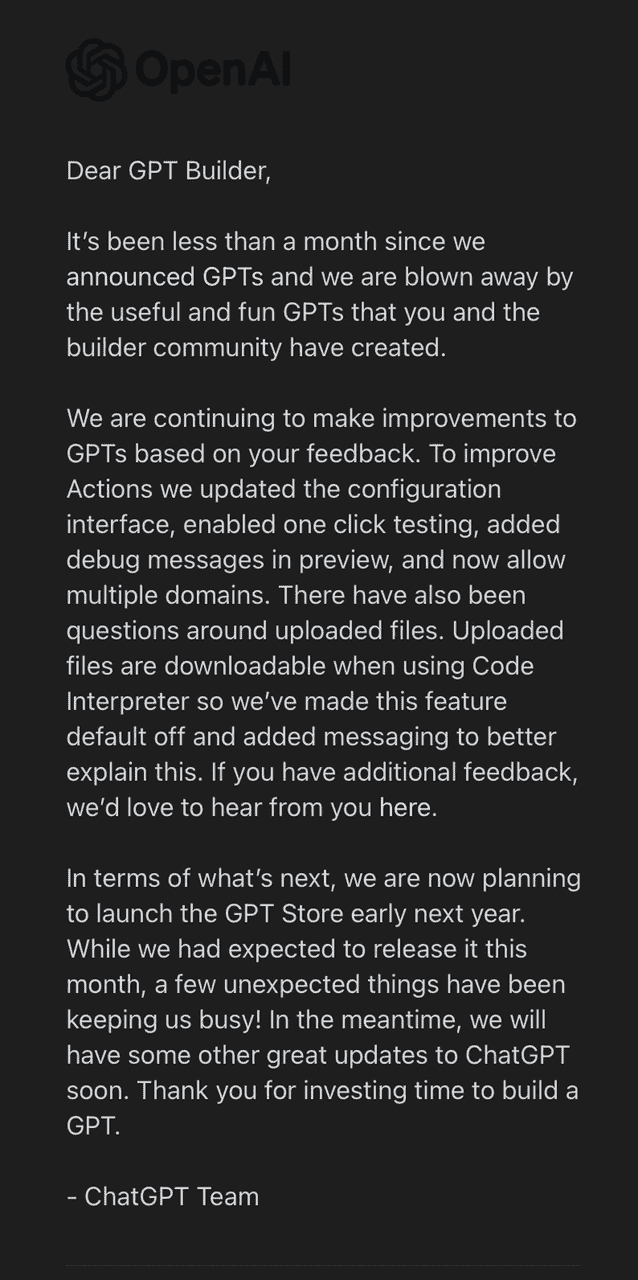 OpenAI
Dear GPT Builder,
It’s been less than a month since we
announced GPTs and we are blown away by
the useful and fun GPTs that you and the
builder community have created.
We are continuing to make improvements to
GPTs based on your feedback. To improve
Actions we updated the configuration
interface, enabled one click testing, added
debug messages in preview, and now allow
multiple domains. There have also been
questions around uploaded files. Uploaded
files are downloadable when using Code
Interpreter so we’ve made this feature
default off and added messaging to better
explain this. If you have additional feedback,
we’d love to hear from you here.
In terms of what’s next, we are now planning
to launch the GPT Store early next year.
While we had expected to release it this
month, a few unexpected things have been
keeping us busy! In the meantime, we will
have some other great updates to ChatGPT
soon. Thank you for investing time to build a
GPT.
- ChatGPT Team